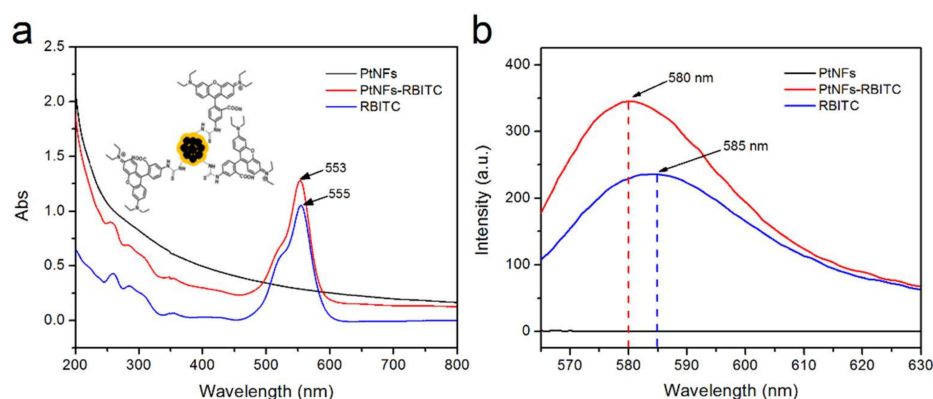 a
2.5
2.0
1.5
1.0
0.5
0.0
Abs
200 300 400 500 600 700 800
Wavelength (nm)
PtNFs
PtNFs-RBITC
RBITC
553
555
COOH
COOH
b
400
300
200
100
0
Intensity (a.u.)
570 580 590 600 610 620 630
Wavelength (nm)
580 nm
585 nm
PtNFs
PtNFs-RBITC
RBITC